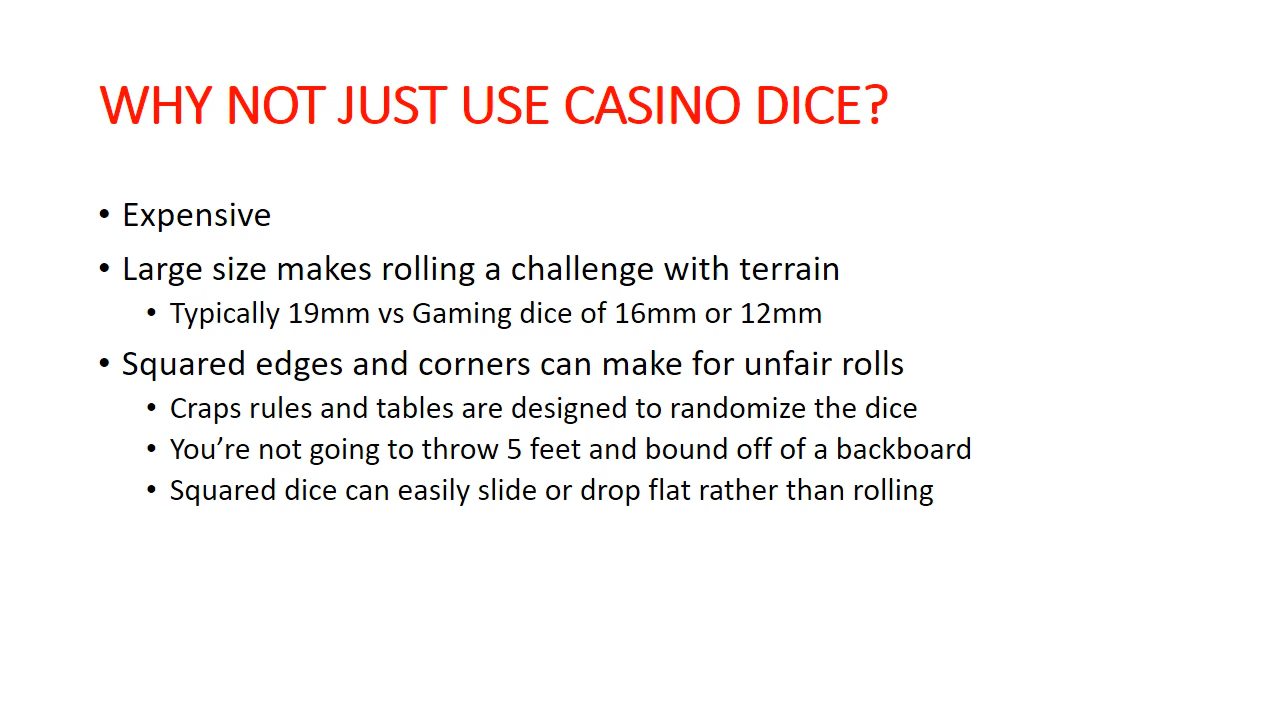 WHY NOT JUST USE CASINO DICE?
• Expensive
• Large size makes rolling a challenge with terrain
• Typically 19mm vs Gaming dice of 16mm or 12mm
• Squared edges and corners can make for unfair rolls
• Craps rules and tables are designed to randomize the dice
• You’re not going to throw 5 feet and bound off of a backboard
• Squared dice can easily slide or drop flat rather than rolling